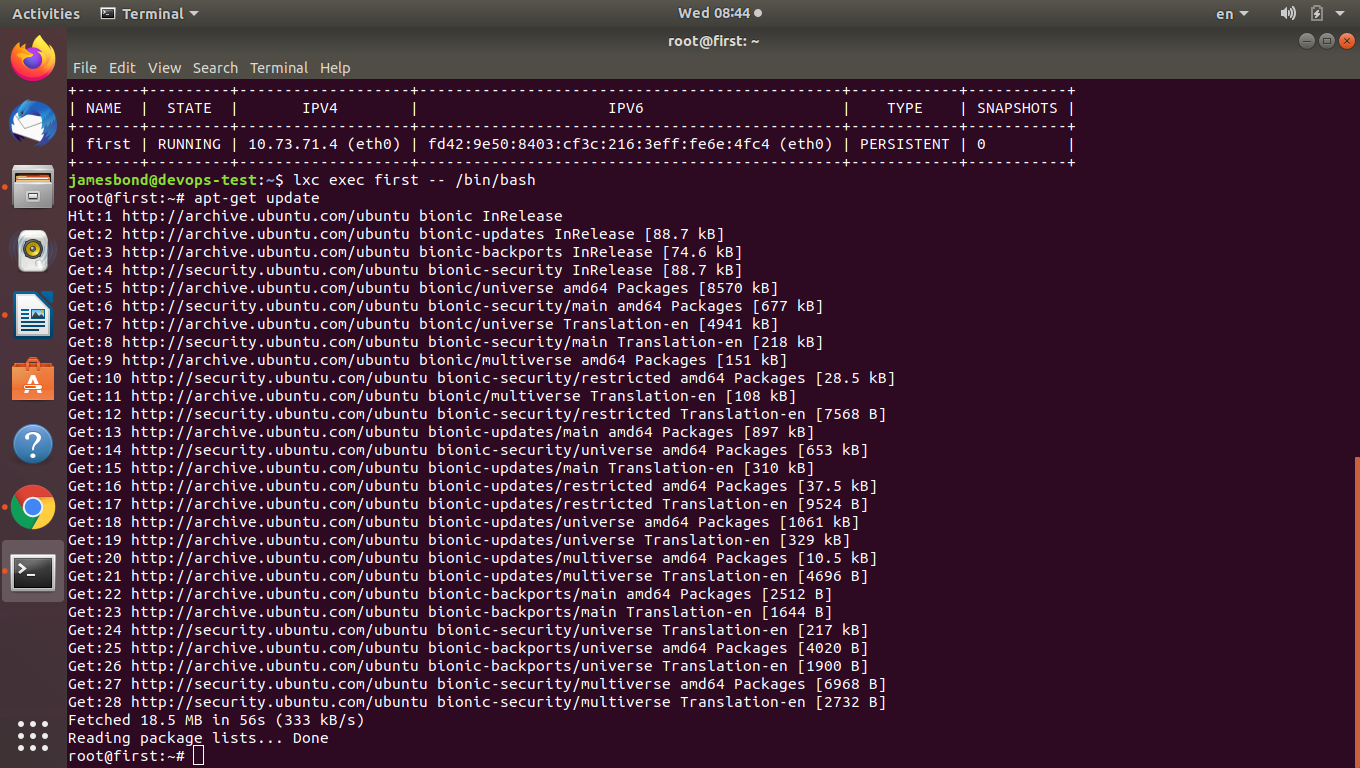 Activities Terminal Wed 08:44 en
root@first: ~
File Edit View Search Terminal Help
+-------+---------+-------------------+-----------------------------------------------+------------+-----------+
| NAME  |  STATE  |       IPV4        |                     IPV6                      |    TYPE    | SNAPSHOTS |
+-------+---------+-------------------+-----------------------------------------------+------------+-----------+
| first | RUNNING | 10.73.71.4 (eth0) | fd42:9e50:8403:cf3c:216:3eff:fe6e:4fc4 (eth0) | PERSISTENT | 0         |
+-------+---------+-------------------+-----------------------------------------------+------------+-----------+
jamesbond@devops-test:~$ lxc exec first -- /bin/bash
root@first:~# apt-get update
Hit:1 http://archive.ubuntu.com/ubuntu bionic InRelease
Get:2 http://archive.ubuntu.com/ubuntu bionic-updates InRelease [88.7 kB]
Get:3 http://archive.ubuntu.com/ubuntu bionic-backports InRelease [74.6 kB]
Get:4 http://security.ubuntu.com/ubuntu bionic-security InRelease [88.7 kB]
Get:5 http://archive.ubuntu.com/ubuntu bionic/universe amd64 Packages [8570 kB]
Get:6 http://security.ubuntu.com/ubuntu bionic-security/main amd64 Packages [677 kB]
Get:7 http://archive.ubuntu.com/ubuntu bionic/universe Translation-en [4941 kB]
Get:8 http://security.ubuntu.com/ubuntu bionic-security/main Translation-en [218 kB]
Get:9 http://archive.ubuntu.com/ubuntu bionic/multiverse amd64 Packages [151 kB]
Get:10 http://security.ubuntu.com/ubuntu bionic-security/restricted amd64 Packages [28.5 kB]
Get:11 http://archive.ubuntu.com/ubuntu bionic/multiverse Translation-en [108 kB]
Get:12 http://security.ubuntu.com/ubuntu bionic-security/restricted Translation-en [7568 B]
Get:13 http://archive.ubuntu.com/ubuntu bionic-updates/main amd64 Packages [897 kB]
Get:14 http://security.ubuntu.com/ubuntu bionic-security/universe amd64 Packages [653 kB]
Get:15 http://archive.ubuntu.com/ubuntu bionic-updates/main Translation-en [310 kB]
Get:16 http://archive.ubuntu.com/ubuntu bionic-updates/restricted amd64 Packages [37.5 kB]
Get:17 http://archive.ubuntu.com/ubuntu bionic-updates/restricted Translation-en [9524 B]
Get:18 http://archive.ubuntu.com/ubuntu bionic-updates/universe amd64 Packages [1061 kB]
Get:19 http://archive.ubuntu.com/ubuntu bionic-updates/universe Translation-en [329 kB]
Get:20 http://archive.ubuntu.com/ubuntu bionic-updates/multiverse amd64 Packages [10.5 kB]
Get:21 http://archive.ubuntu.com/ubuntu bionic-updates/multiverse Translation-en [4696 B]
Get:22 http://archive.ubuntu.com/ubuntu bionic-backports/main amd64 Packages [2512 B]
Get:23 http://archive.ubuntu.com/ubuntu bionic-backports/main Translation-en [1644 B]
Get:24 http://security.ubuntu.com/ubuntu bionic-security/universe Translation-en [217 kB]
Get:25 http://archive.ubuntu.com/ubuntu bionic-backports/universe amd64 Packages [4020 B]
Get:26 http://archive.ubuntu.com/ubuntu bionic-backports/universe Translation-en [1900 B]
Get:27 http://security.ubuntu.com/ubuntu bionic-security/multiverse amd64 Packages [6968 B]
Get:28 http://security.ubuntu.com/ubuntu bionic-security/multiverse Translation-en [2732 B]
Fetched 18.5 MB in 56s (333 kB/s)
Reading package lists... Done
root@first:~#